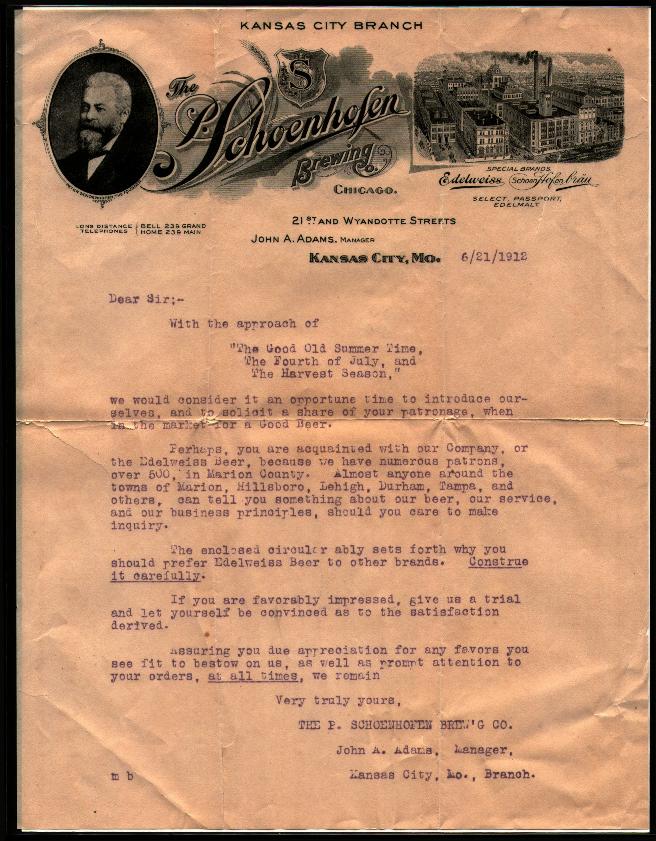 KANSAS CITY BRANCH
The
P. Schoenhofen
S
Brewing Co.
CHICAGO.
SPECIAL BRANDS
Edelweiss Schoenhofen Bräu
SELECT, PASSPORT,
EDELMALT.
LONG DISTANCE TELEPHONES
BELL 239 GRAND
HOME 239 MAIN
21ST AND WYANDOTTE STREETS
JOHN A. ADAMS. MANAGER
KANSAS CITY, MO. 6/21/1912
Dear Sir;-
With the approach of
"The Good Old Summer Time,
The Fourth of July, and
The Harvest Season,"
we would consider it an opportune time to introduce our-
selves, and to solicit a share of your patronage, when
in the market for a Good Beer.
Perhaps, you are acquainted with our Company, or
the Edelweiss Beer, because we have numerous patrons,
over 500, in Marion County. Almost anyone around the
towns of Marion, Hillsboro, Lehigh, Durham, Tampa, and
others, can tell you something about our beer, our service,
and our business principles, should you care to make
inquiry.
The enclosed circular ably sets forth why you
should prefer Edelweiss Beer to other brands. Construe
it carefully.
If you are favorably impressed, give us a trial
and let yourself be convinced as to the satisfaction
derived.
Assuring you due appreciation for any favors you
see fit to bestow on us, as well as prompt attention to
your orders, at all times, we remain
Very truly yours,
THE P. SCHOENHOFEN BREW'G CO.
John A. Adams, Manager,
m b Kansas City, Mo., Branch.